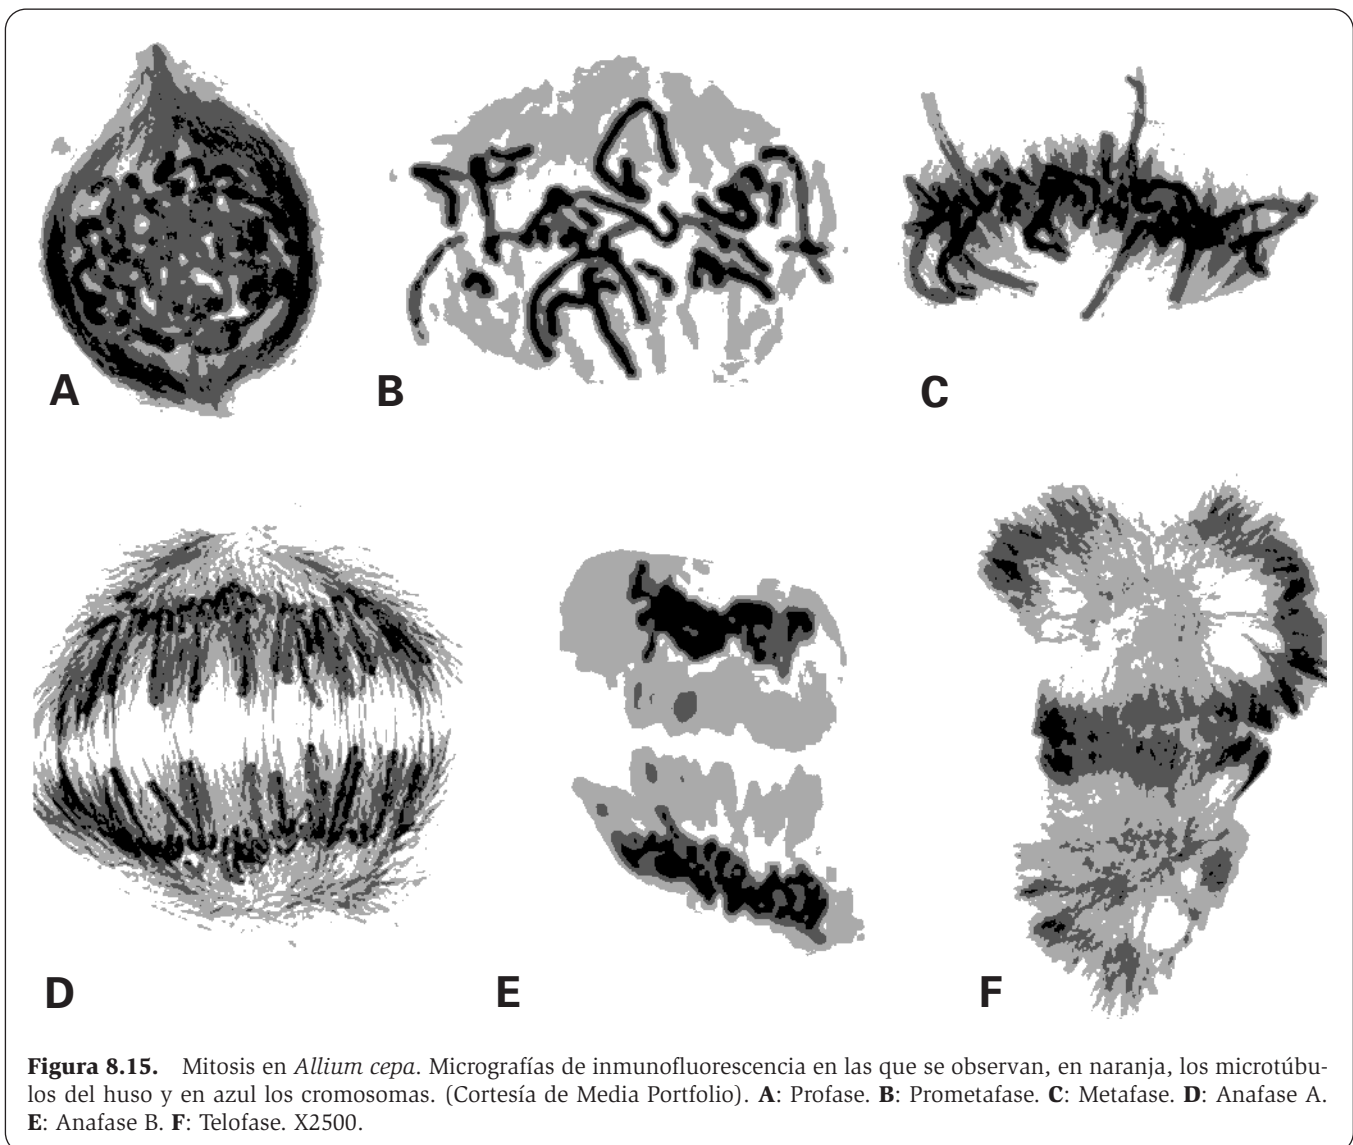 A
B
C
D
E
F
Figura 8.15. Mitosis en Allium cepa. Micrografías de inmunofluorescencia en las que se observan, en naranja, los microtúbu-
los del huso y en azul los cromosomas. (Cortesía de Media Portfolio). A: Profase. B: Prometafase. C: Metafase. D: Anafase A.
E: Anafase B. F: Telofase. X2500.